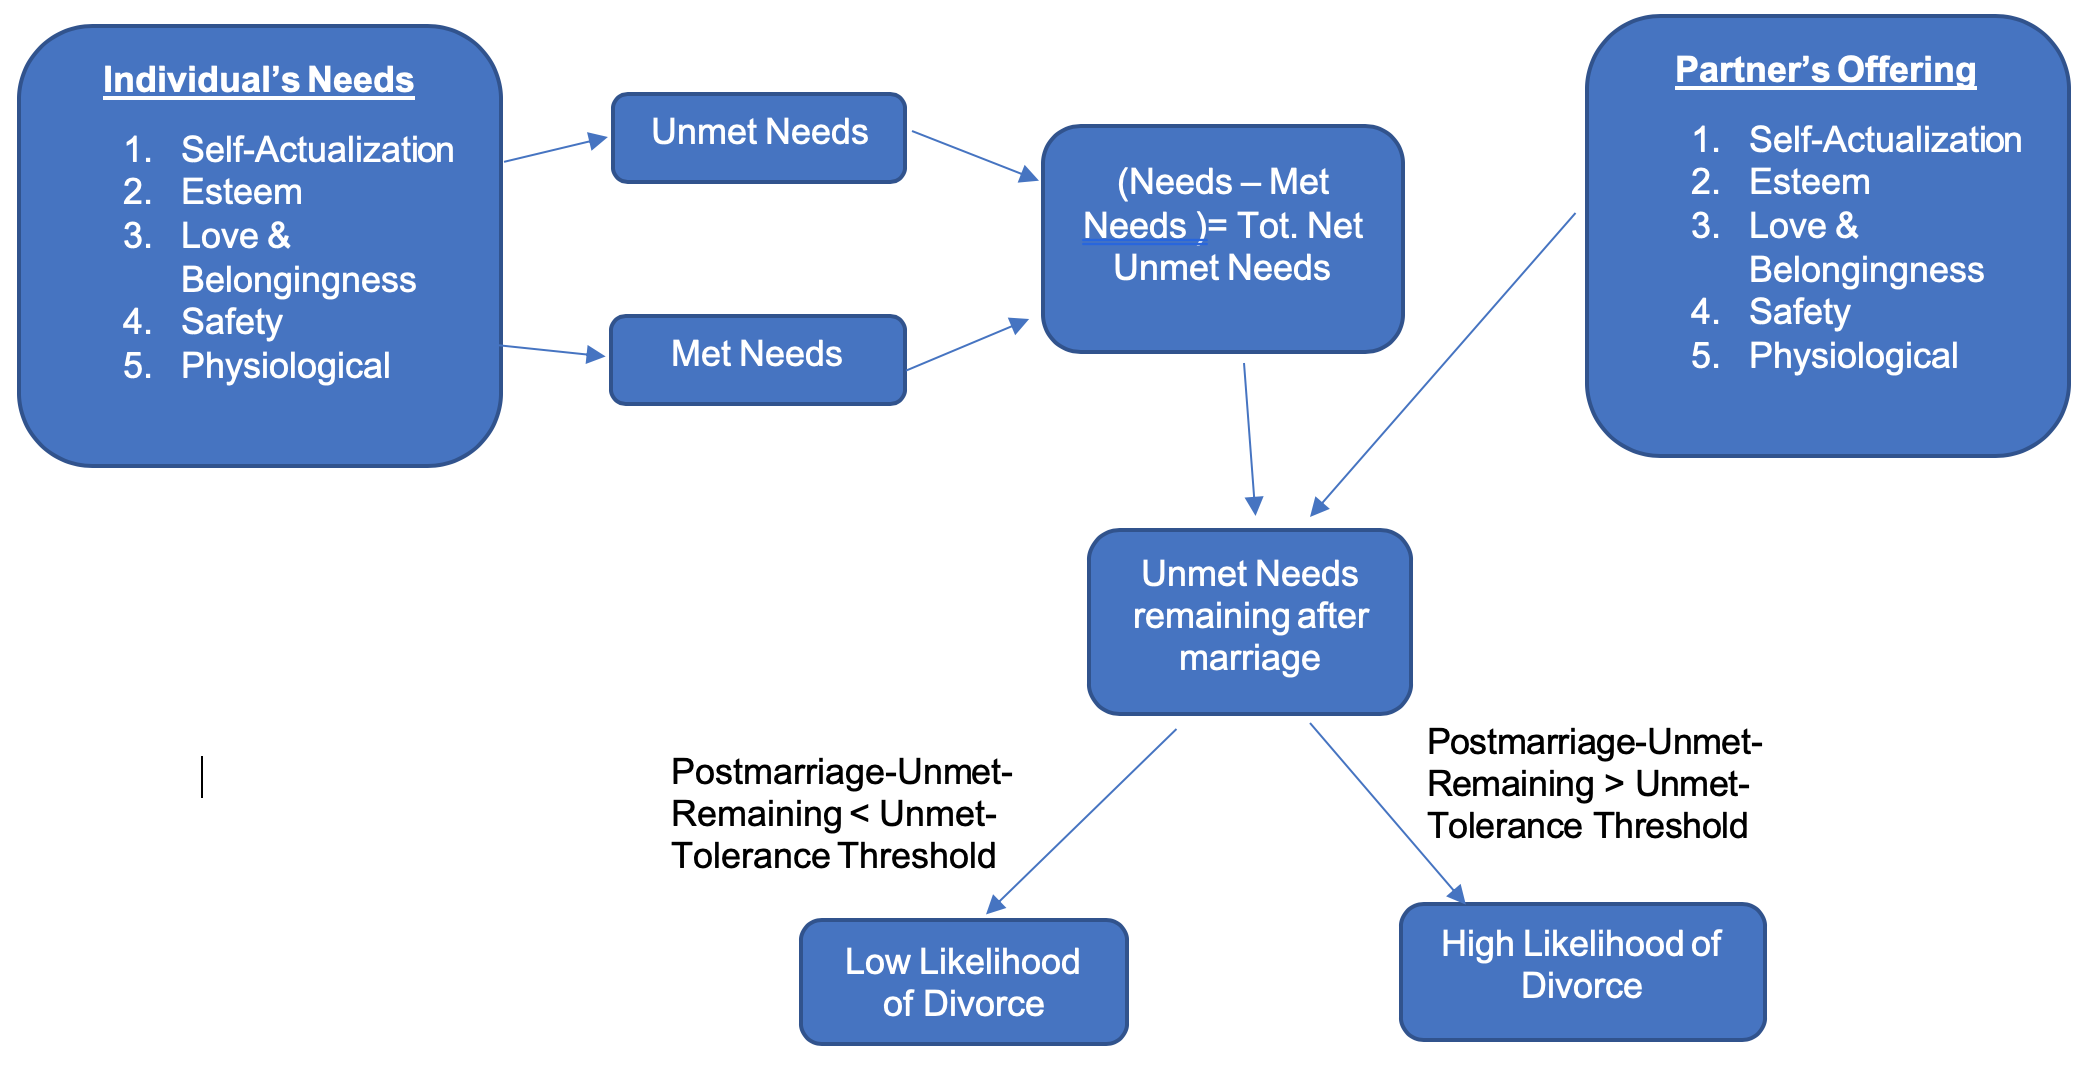 Individual’s Needs
1. Self-Actualization
2. Esteem
3. Love &
Belongingness
4. Safety
5. Physiological
Unmet Needs
Met Needs
(Needs – Met
Needs )= Tot. Net
Unmet Needs
Partner’s Offering
1. Self-Actualization
2. Esteem
3. Love &
Belongingness
4. Safety
5. Physiological
Unmet Needs
remaining after
marriage
Postmarriage-Unmet-
Remaining < Unmet-
Tolerance Threshold
Postmarriage-Unmet-
Remaining > Unmet-
Tolerance Threshold
Low Likelihood
of Divorce
High Likelihood of
Divorce